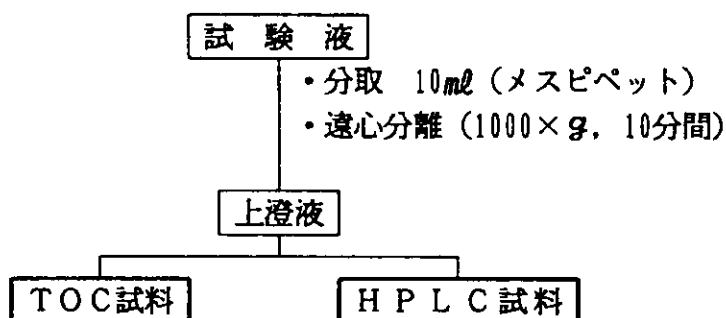 試 験 液
・分取 10mℓ（メスピペット）
・遠心分離（1000×g，10分間）
上澄液
ＴＯＣ試料
ＨＰＬＣ試料